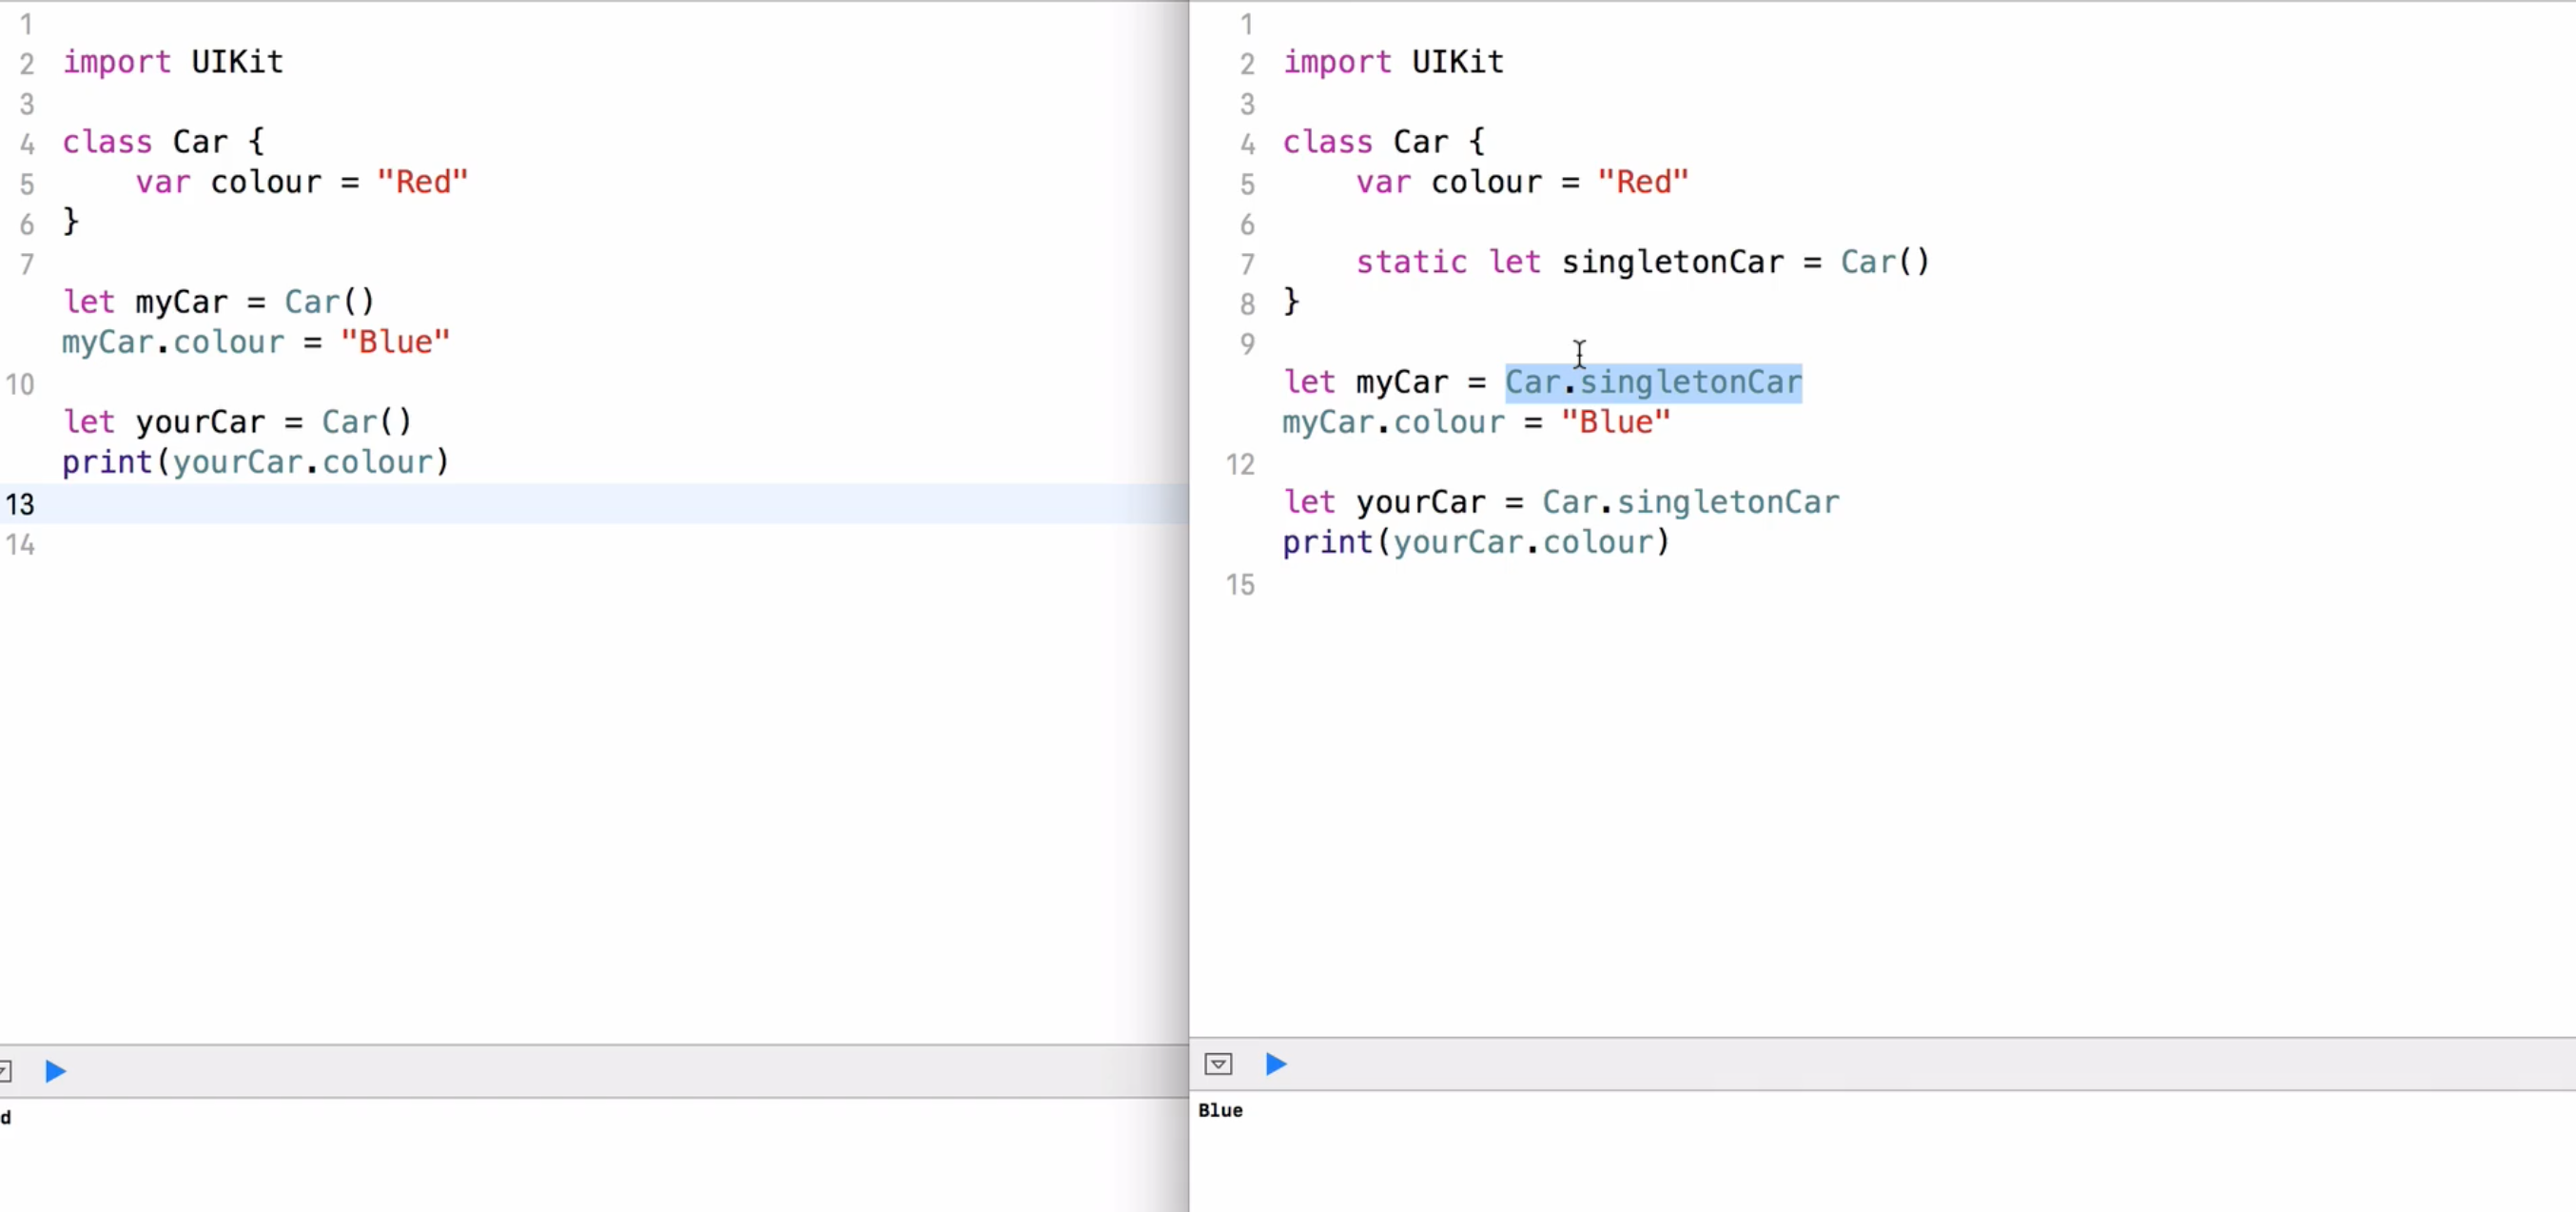 1
2 import UIKit
3
4 class Car {
5     var colour = "Red"
6 }
7
let myCar = Car()
myCar.colour = "Blue"
10
let yourCar = Car()
print(yourCar.colour)
13
14
d
1
2 import UIKit
3
4 class Car {
5     var colour = "Red"
6
7     static let singletonCar = Car()
8 }
9
let myCar = Car.singletonCar
myCar.colour = "Blue"
12
let yourCar = Car.singletonCar
print(yourCar.colour)
15
Blue